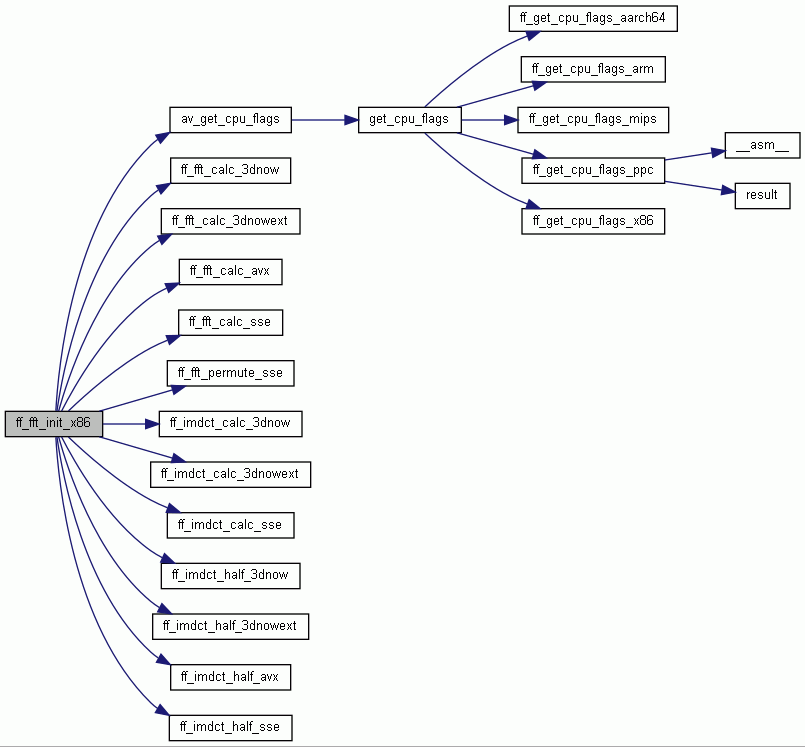 ff_get_cpu_flags_aarch64
ff_get_cpu_flags_arm
av_get_cpu_flags
get_cpu_flags
ff_get_cpu_flags_mips
__asm__
ff_fft_calc_3dnow
ff_get_cpu_flags_ppc
result
ff_fft_calc_3dnowext
ff_get_cpu_flags_x86
ff_fft_calc_avx
ff_fft_calc_sse
ff_fft_permute_sse
ff_fft_init_x86
ff_imdct_calc_3dnow
ff_imdct_calc_3dnowext
ff_imdct_calc_sse
ff_imdct_half_3dnow
ff_imdct_half_3dnowext
ff_imdct_half_avx
ff_imdct_half_sse